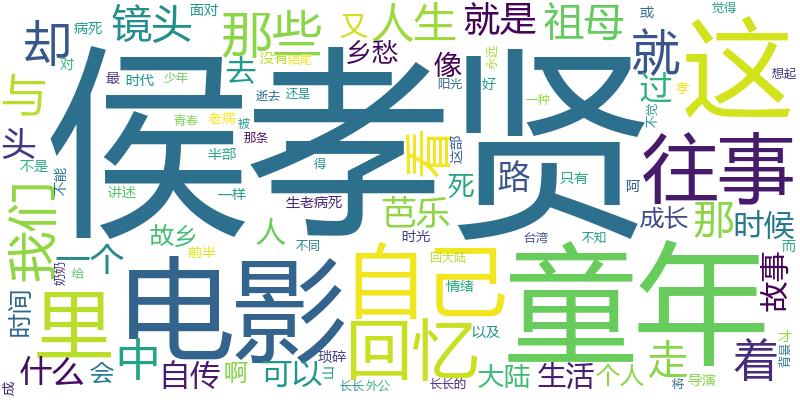 侯孝贤
这
童年
电影
自己
回忆
往事
里
镜头
那些
又
人生
就是
祖母
却
去
乡愁
像
就
过
与
头
看
路
死
芭乐
成长
那
时候
我们
一个
故乡
人
时间
什么
会
中
自传
啊
可以
大陆
生活
个人
走
着
故事
病死
面对
对
最
时代
少年
没有
结尾
永远
或
觉得
想起
逝去
还是
阳光
好
一种
孝
不觉
青春
老病
被
那条
这部
不是
不能
讲述
半部
一样
得
只有
阿
生老病死
时光
台湾
不知
而
前半
不同
回大陆
奶奶
给
情绪
以及
琐碎
长长
外公
长长的
导演
将
背景
才
成